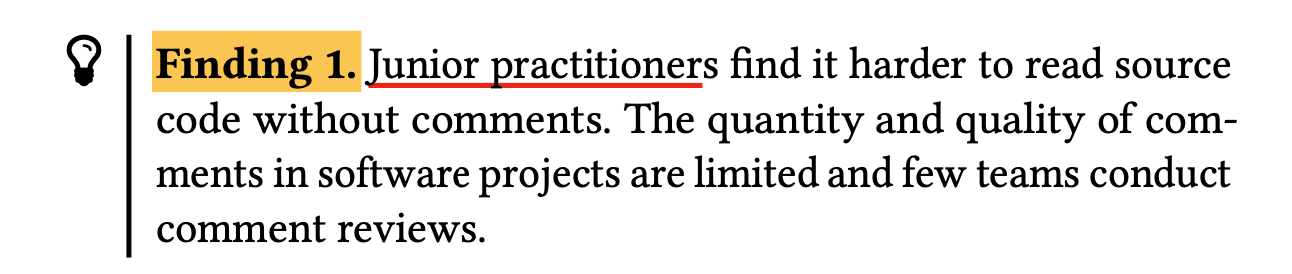 Finding 1. Junior practitioners find it harder to read source
code without comments. The quantity and quality of com-
ments in software projects are limited and few teams conduct
comment reviews.